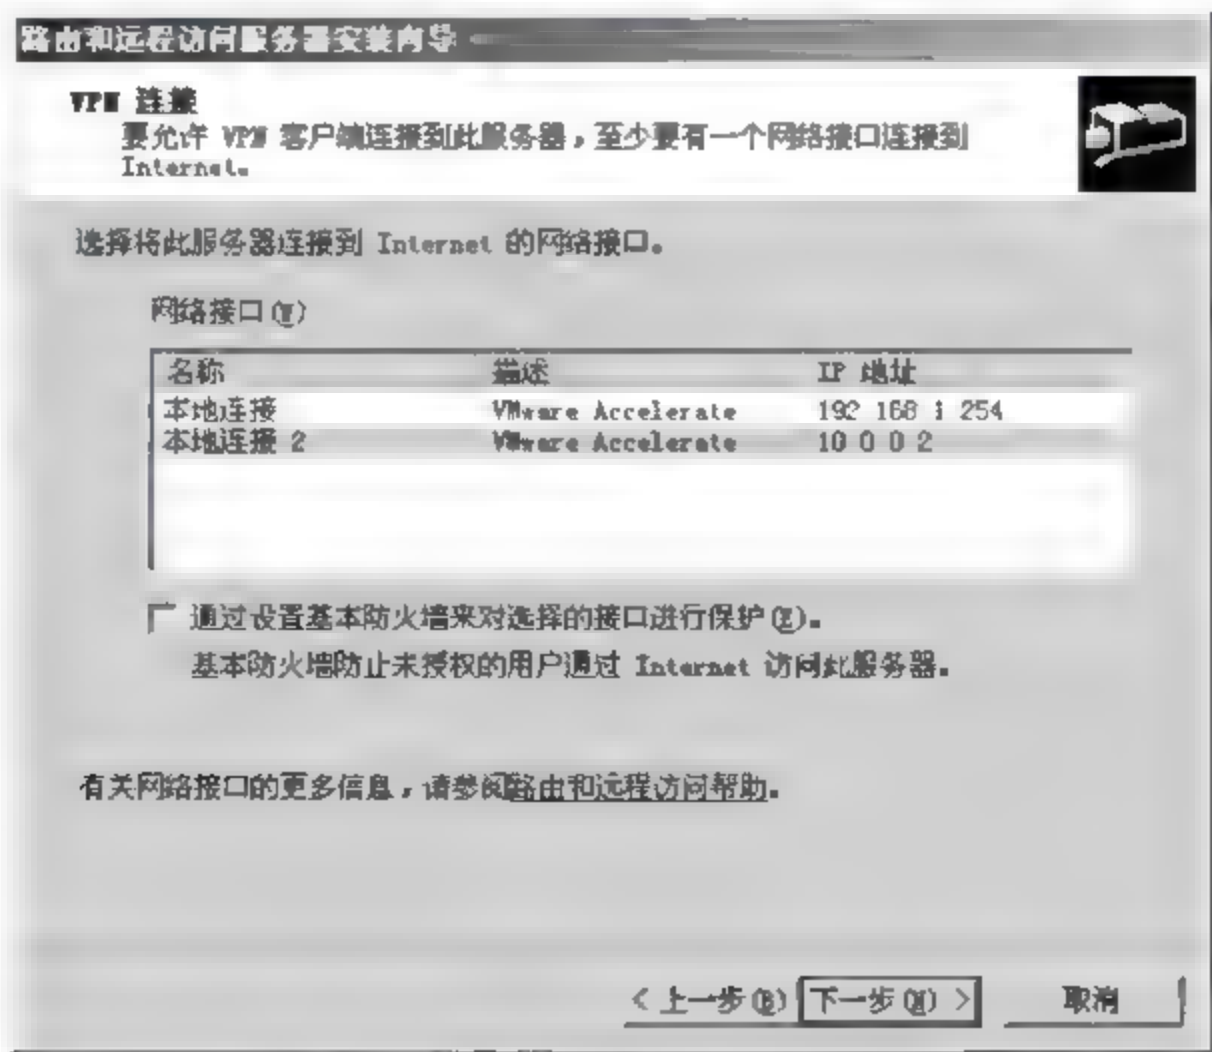 路由和远程访问服务器安装向导
VPN 连接
要允许 VPN 客户端连接到此服务器，至少要有一个网络接口连接到
Internet。
选择将此服务器连接到 Internet 的网络接口。
网络接口(W)
名称 描述 IP 地址
本地连接 VMware Accelerate 192 168 1 254
本地连接 2 VMware Accelerate 10 0 0 2
通过设置基本防火墙来对选择的接口进行保护(E)。
基本防火墙防止未授权的用户通过 Internet 访问此服务器。
有关网络接口的更多信息，请参阅路由和远程访问帮助。
< 上一步(B) 下一步(N) > 取消